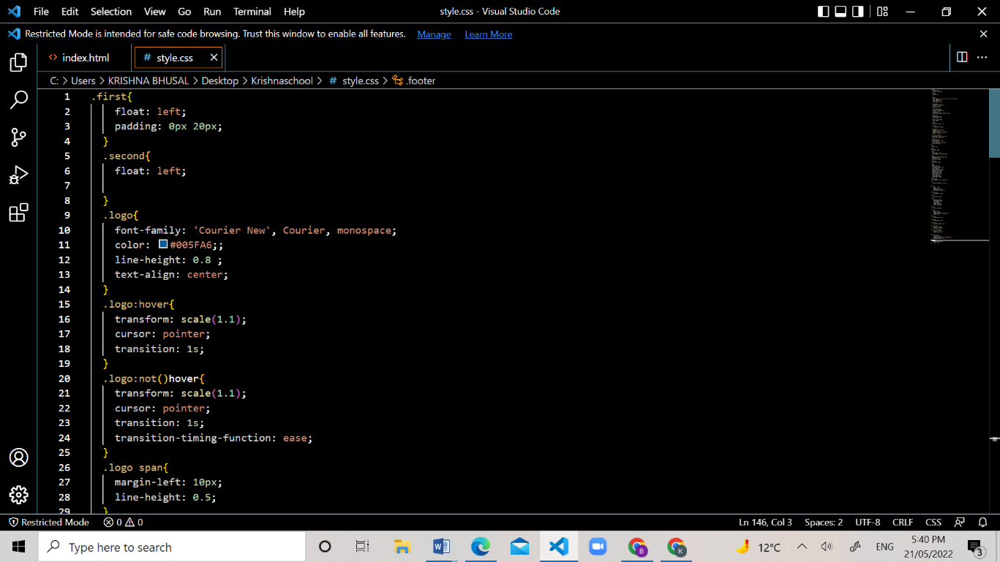 File Edit Selection View Go Run Terminal Help style.css - Visual Studio Code
Restricted Mode is intended for safe code browsing. Trust this window to enable all features. Manage Learn More
<> index.html # style.css
C: > Users > KRISHNA BHUSAL > Desktop > Krishnaschool > # style.css > .footer
1 .first{
2 float: left;
3 padding: 0px 20px;
4 }
5 .second{
6 float: left;
7
8 }
9 .logo{
10 font-family: 'Courier New', Courier, monospace;
11 color: #005FA6;;
12 line-height: 0.8 ;
13 text-align: center;
14 }
15 .logo:hover{
16 transform: scale(1.1);
17 cursor: pointer;
18 transition: 1s;
19 }
20 .logo:not()hover{
21 transform: scale(1.1);
22 cursor: pointer;
23 transition: 1s;
24 transition-timing-function: ease;
25 }
26 .logo span{
27 margin-left: 10px;
28 line-height: 0.5;
29 }
Restricted Mode 0 0 Ln 146, Col 3 Spaces: 2 UTF-8 CRLF CSS
Type here to search 12°C ENG 5:40 PM
21/05/2022 3